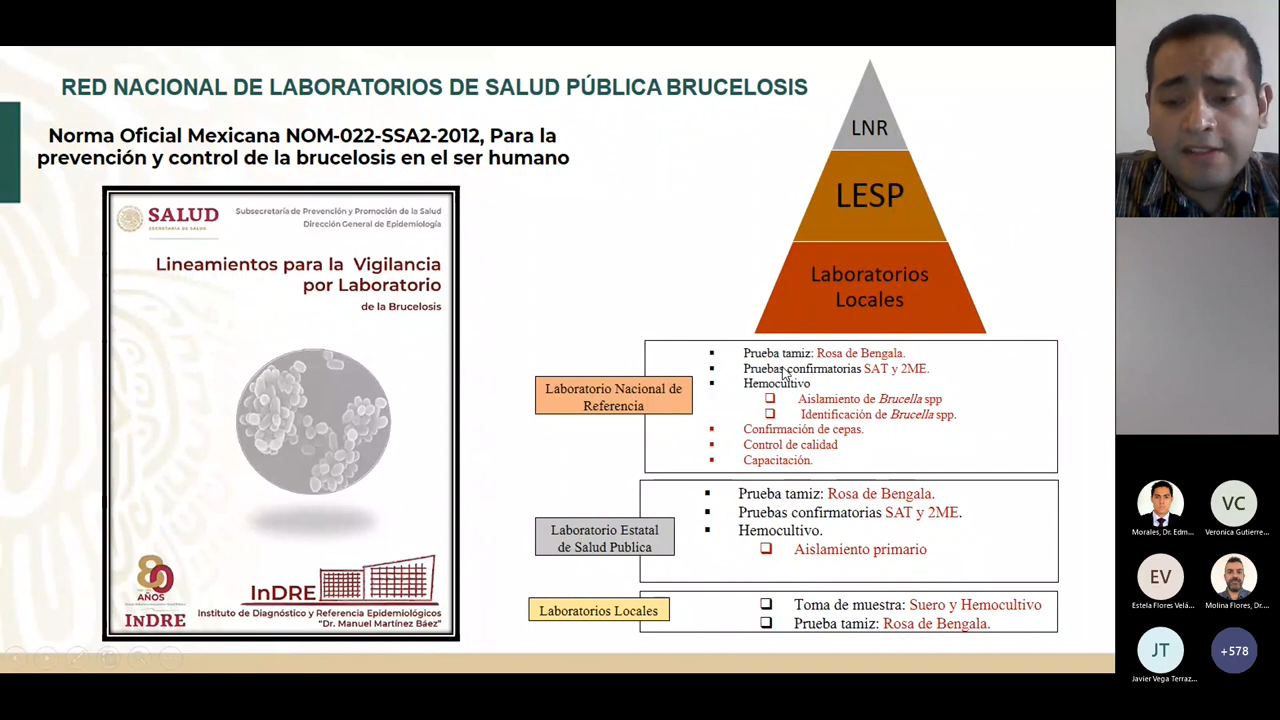 RED NACIONAL DE LABORATORIOS DE SALUD PÚBLICA BRUCELOSIS
Norma Oficial Mexicana NOM-022-SSA2-2012, Para la
prevención y control de la brucelosis en el ser humano
SALUD
SECRETARÍA DE SALUD
Subsecretaría de Prevención y Promoción de la Salud
Dirección General de Epidemiología
Lineamientos para la Vigilancia
por Laboratorio
de la Brucelosis
80
AÑOS
InDRE
InDRE
Instituto de Diagnóstico y Referencia Epidemiológicos
"Dr. Manuel Martínez Báez"
LNR
LESP
Laboratorios
Locales
Laboratorio Nacional de
Referencia
▪ Prueba tamiz: Rosa de Bengala.
▪ Pruebas confirmatorias SAT y 2ME.
▪ Hemocultivo
❑ Aislamiento de Brucella spp
❑ Identificación de Brucella spp.
▪ Confirmación de cepas.
▪ Control de calidad
▪ Capacitación.
Laboratorio Estatal
de Salud Publica
▪ Prueba tamiz: Rosa de Bengala.
▪ Pruebas confirmatorias SAT y 2ME.
▪ Hemocultivo.
❑ Aislamiento primario
Laboratorios Locales
❑ Toma de muestra: Suero y Hemocultivo
❑ Prueba tamiz: Rosa de Bengala.
Morales, Dr. Edm...
VC
Veronica Gutierre...
EV
Estela Flores Velá...
Molina Flores, Dr....
JT
Javier Vega Terraz...
+578